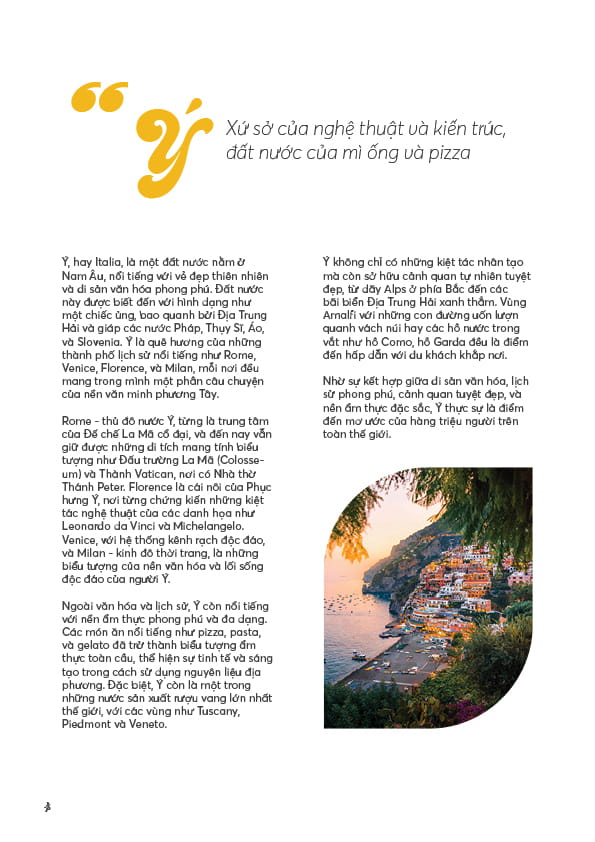 “ Ý
Xứ sở của nghệ thuật và kiến trúc,
đất nước của mì ống và pizza
Ý, hay Italia, là một đất nước nằm ở
Nam Âu, nổi tiếng với vẻ đẹp thiên nhiên
và di sản văn hóa phong phú. Đất nước
này được biết đến với hình dạng như
một chiếc ủng, bao quanh bởi Địa Trung
Hải và giáp các nước Pháp, Thụy Sĩ, Áo,
và Slovenia. Ý là quê hương của những
thành phố lịch sử nổi tiếng như Rome,
Venice, Florence, và Milan, mỗi nơi đều
mang trong mình một phần câu chuyện
của nền văn minh phương Tây.
Rome - thủ đô nước Ý, từng là trung tâm
của Đế chế La Mã cổ đại, và đến nay vẫn
giữ được những di tích mang tính biểu
tượng như Đấu trường La Mã (Colosse-
um) và Thành Vatican, nơi có Nhà thờ
Thánh Peter. Florence là cái nôi của Phục
hưng Ý, nơi từng chứng kiến những kiệt
tác nghệ thuật của các danh họa như
Leonardo da Vinci và Michelangelo.
Venice, với hệ thống kênh rạch độc đáo,
và Milan - kinh đô thời trang, là những
biểu tượng của nền văn hóa và lối sống
độc đáo của người Ý.
Ngoài văn hóa và lịch sử, Ý còn nổi tiếng
với nền ẩm thực phong phú và đa dạng.
Các món ăn nổi tiếng như pizza, pasta,
và gelato đã trở thành biểu tượng ẩm
thực toàn cầu, thể hiện sự tinh tế và sáng
tạo trong cách sử dụng nguyên liệu địa
phương. Đặc biệt, Ý còn là một trong
những nước sản xuất rượu vang lớn nhất
thế giới, với các vùng như Tuscany,
Piedmont và Veneto.
Ý không chỉ có những kiệt tác nhân tạo
mà còn sở hữu cảnh quan tự nhiên tuyệt
đẹp, từ dãy Alps ở phía Bắc đến các
bãi biển Địa Trung Hải xanh thẳm. Vùng
Amalfi với những con đường uốn lượn
quanh vách núi hay các hồ nước trong
vắt như hồ Como, hồ Garda đều là điểm
đến hấp dẫn với du khách khắp nơi.
Nhờ sự kết hợp giữa di sản văn hóa, lịch
sử phong phú, cảnh quan tuyệt đẹp, và
nền ẩm thực đặc sắc, Ý thực sự là điểm
đến mơ ước của hàng triệu người trên
toàn thế giới.